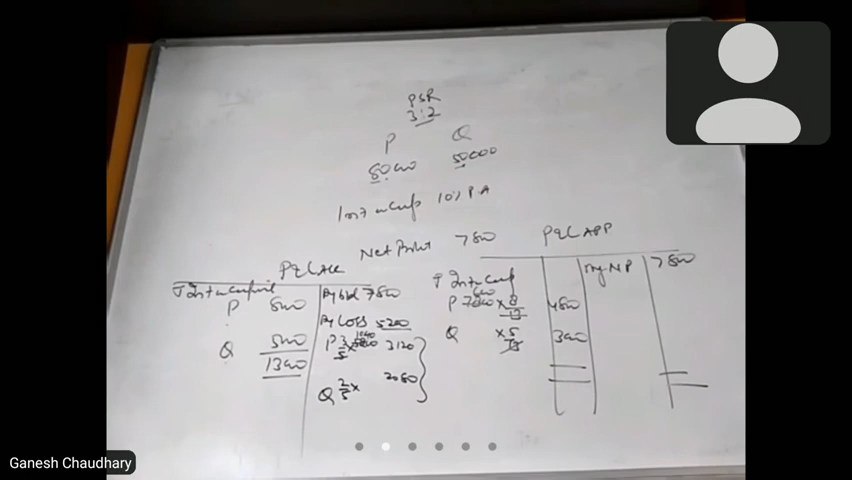 PSR
3:2
P Q
80000 50000
Int on Cap 10% P.A
Net Profit 7800
P&L Acc
P&L APP
T Int on Capital By bal 7800
P 8000
By Loss 5200
Q 5000
13000
P 3/5 × 3120
Q 2/5 × 2080
T Int on Cap By NP 7800
P 7800 × 8/13 4800
Q × 5/13 3000
Ganesh Chaudhary